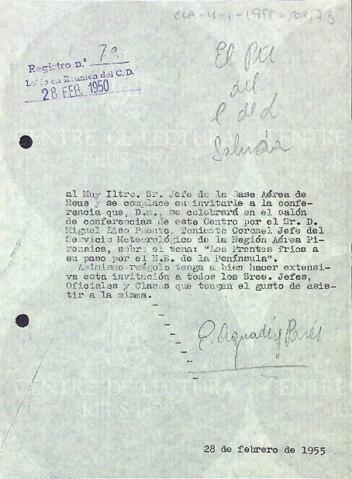 CLA-4-1-1955-
Registro n.º 72
Leído en Reunión del C.D.
28 FEB. 1950
El
del
C del
Saluda
al Muy Iltre. Sr. Jefe de la Base Aérea de
Reus y se complace en invitarle a la confe-
rencia que, D.m., se celebrará en el salón
de conferencias de este Centro por el Sr. D.
Miguel Liso Puente, Teniente Coronel Jefe del
Servicio Meteorológico de la Región Aérea Pi-
renaica, sobre el tema: "Los Frentes fríos a
su paso por el N.E. de la Península".
Asimismo ruégole tenga a bien hacer extensi-
va esta invitación a todos los Sres. Jefes,
Oficiales y Clases que tengan el gusto de asis-
tir a la misma.
E. Aguadé y Parés
CENTRE DE LECTURA
28 de febrero de 1955